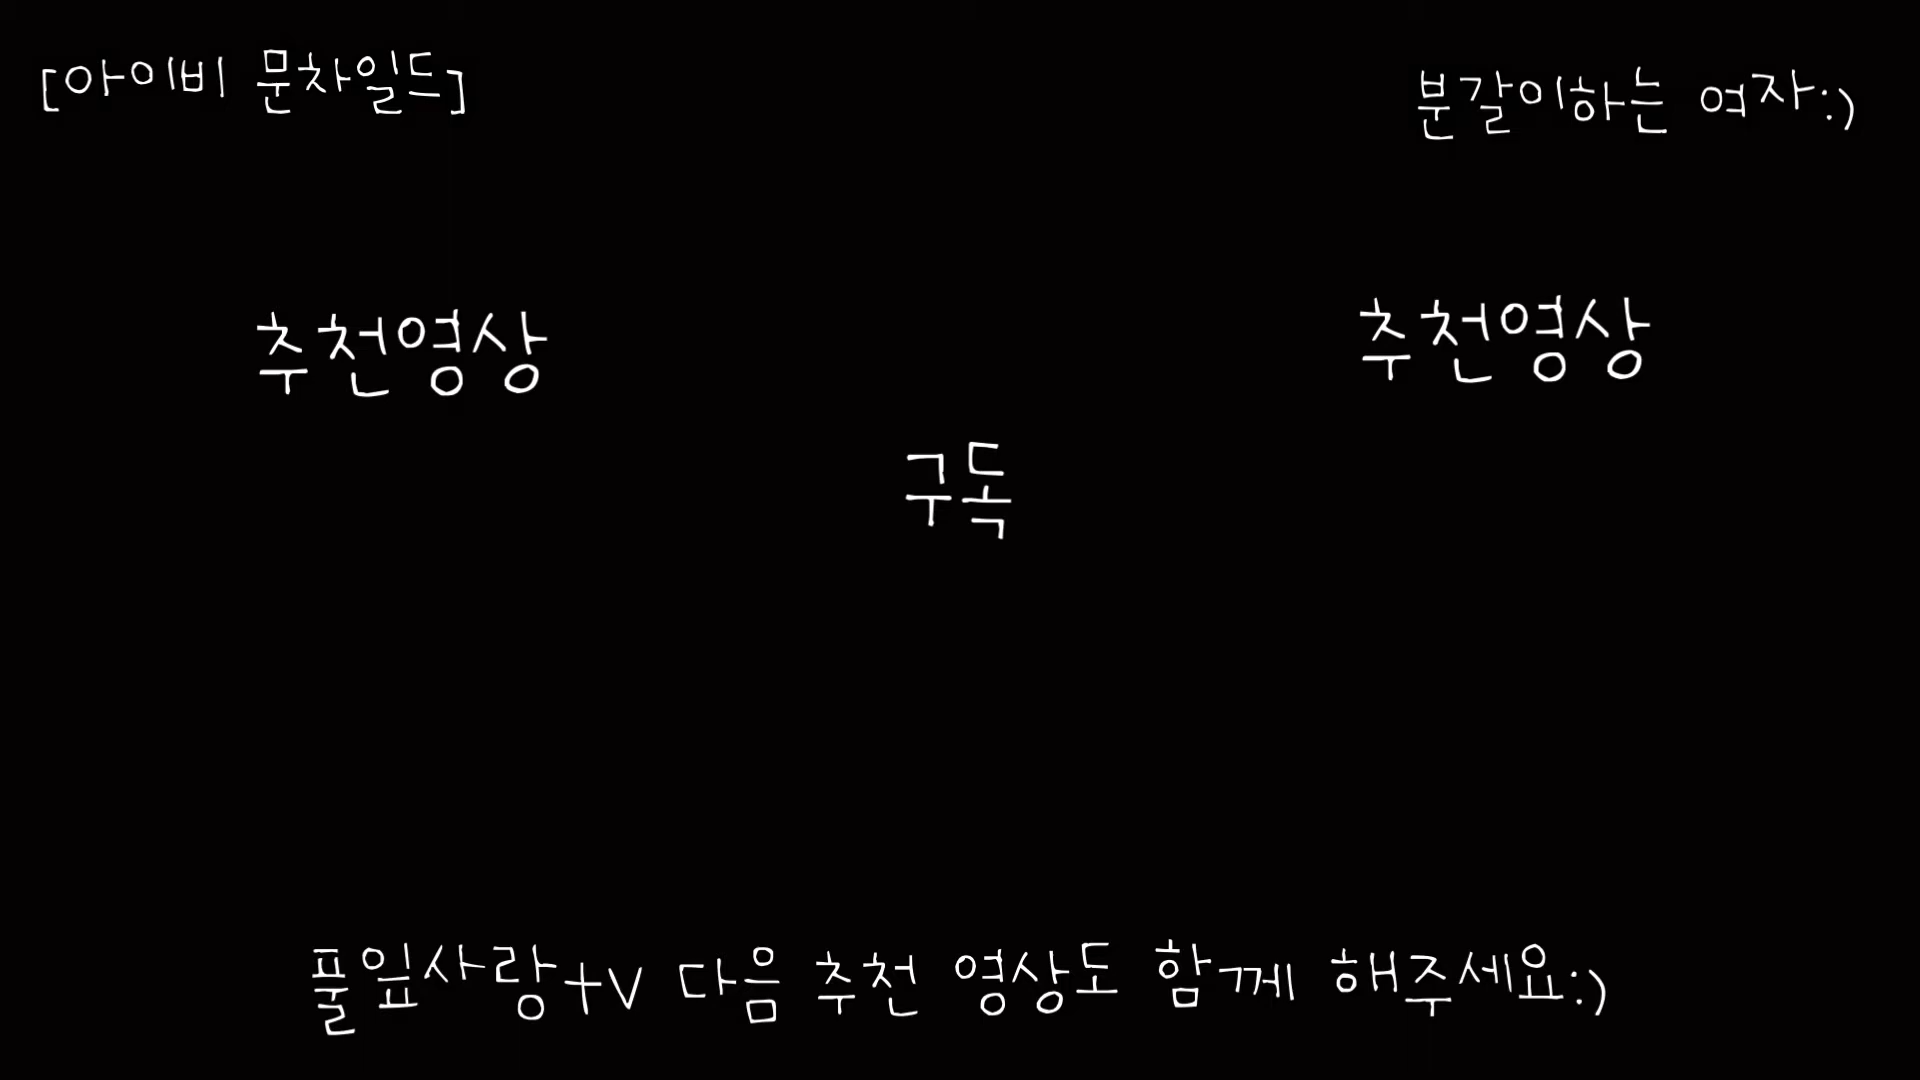 [아이비 문차일드]
분갈이하는 여자:)
추천영상
추천영상
구독
풀잎사랑+v 다음 추천 영상도 함께 해주세요:)